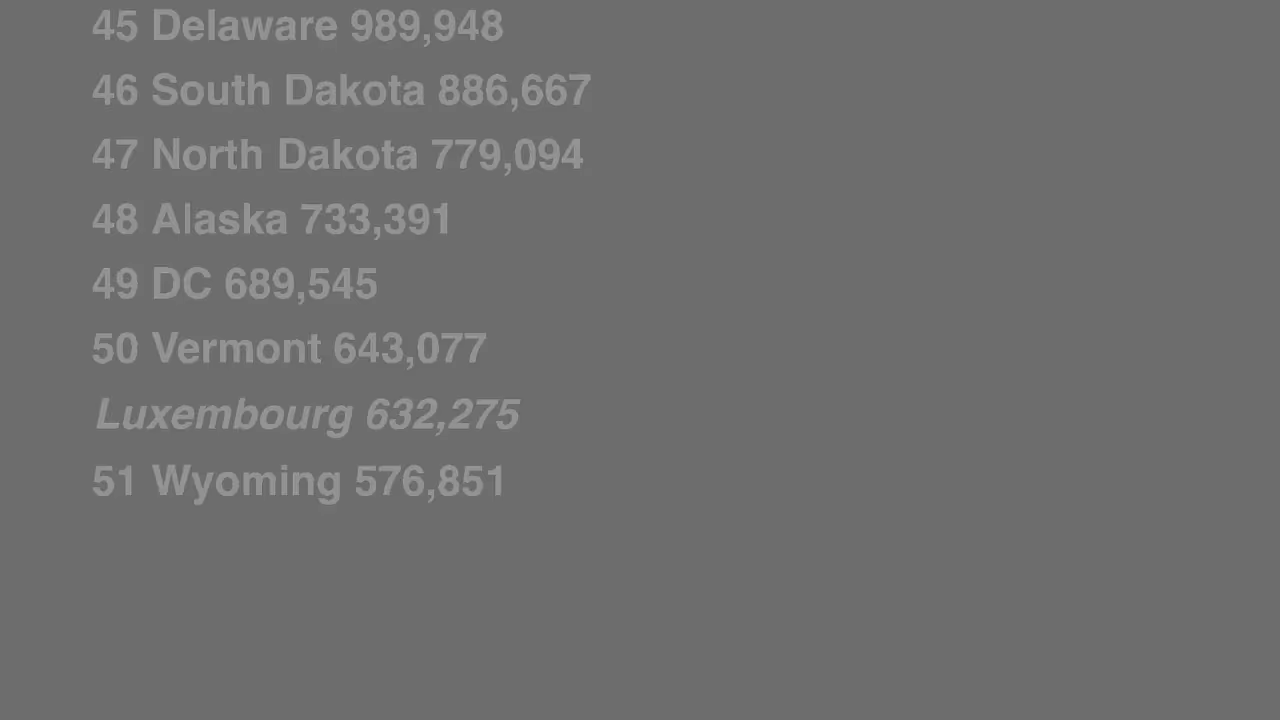 45 Delaware 989,948
46 South Dakota 886,667
47 North Dakota 779,094
48 Alaska 733,391
49 DC 689,545
50 Vermont 643,077
Luxembourg 632,275
51 Wyoming 576,851